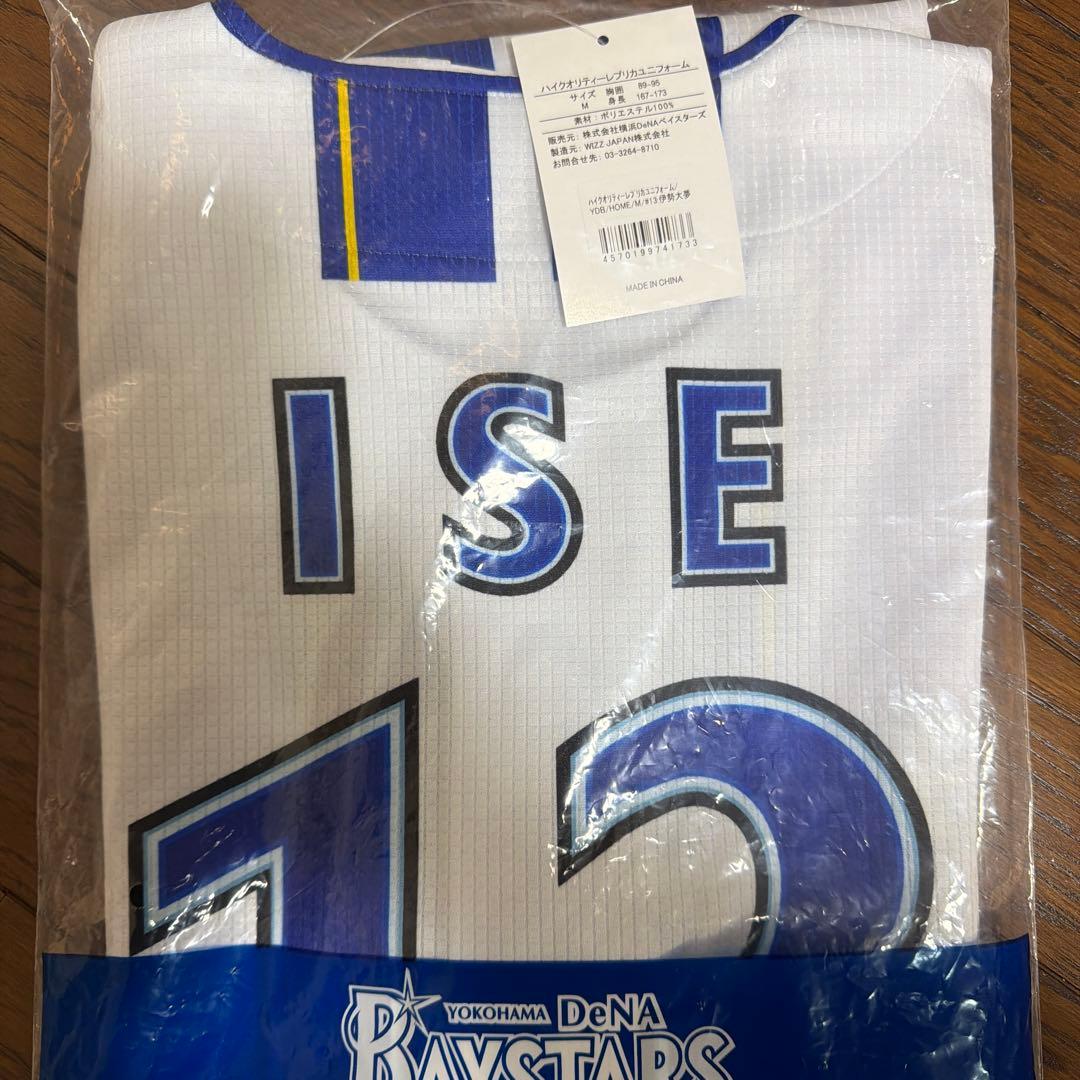 ハイクオリティーレプリカユニフォーム
サイズ 胸囲 89-95
M 身長 167-173
素材：ポリエステル100%
販売元：株式会社横浜DeNAベイスターズ
製造元：WIZZ JAPAN株式会社
お問合せ先：03-3264-8710
ハイクオリティーレプリカユニフォーム/
YDB/HOME/M/#13:伊勢大夢
4570199741733
MADE IN CHINA
ISE
13
YOKOHAMA DeNA
BAYSTARS